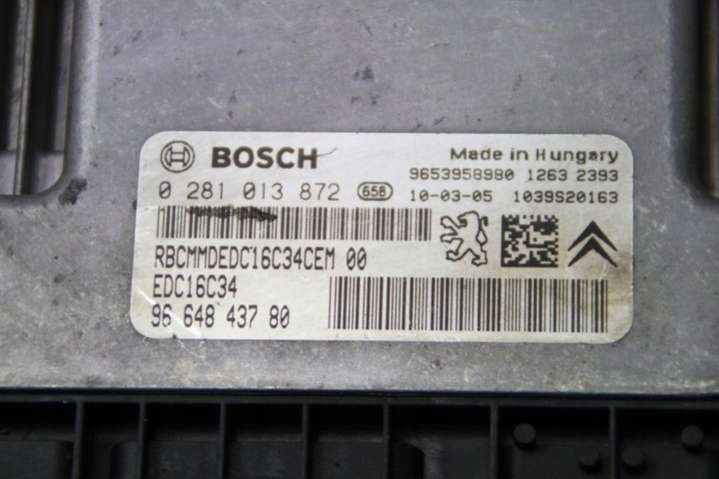 BOSCH Made in Hungary
9653958980 1263 2393
0 281 013 872 658 10-03-05 1039S20163
RBCMMDEDC16C34CEM 00
EDC16C34
96 648 437 80